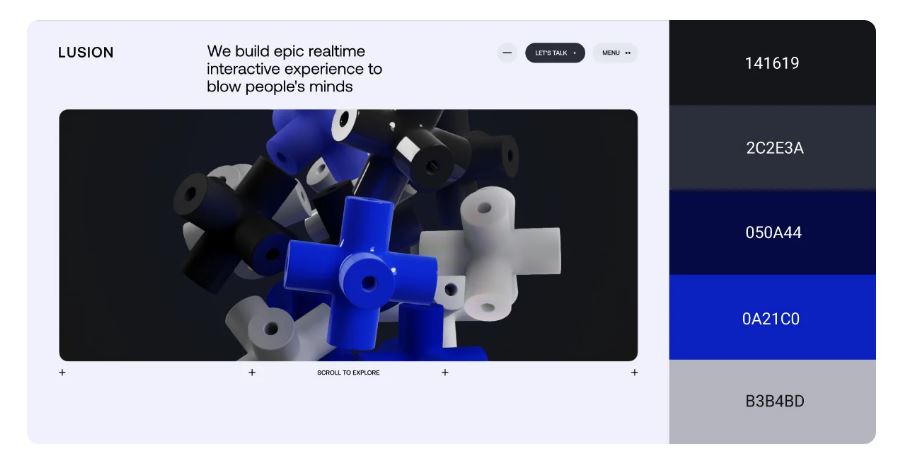 LUSION
We build epic realtime
interactive experience to
blow people's minds
LET'S TALK
MENU
SCROLL TO EXPLORE
141619
2C2E3A
050A44
0A21C0
B3B4BD